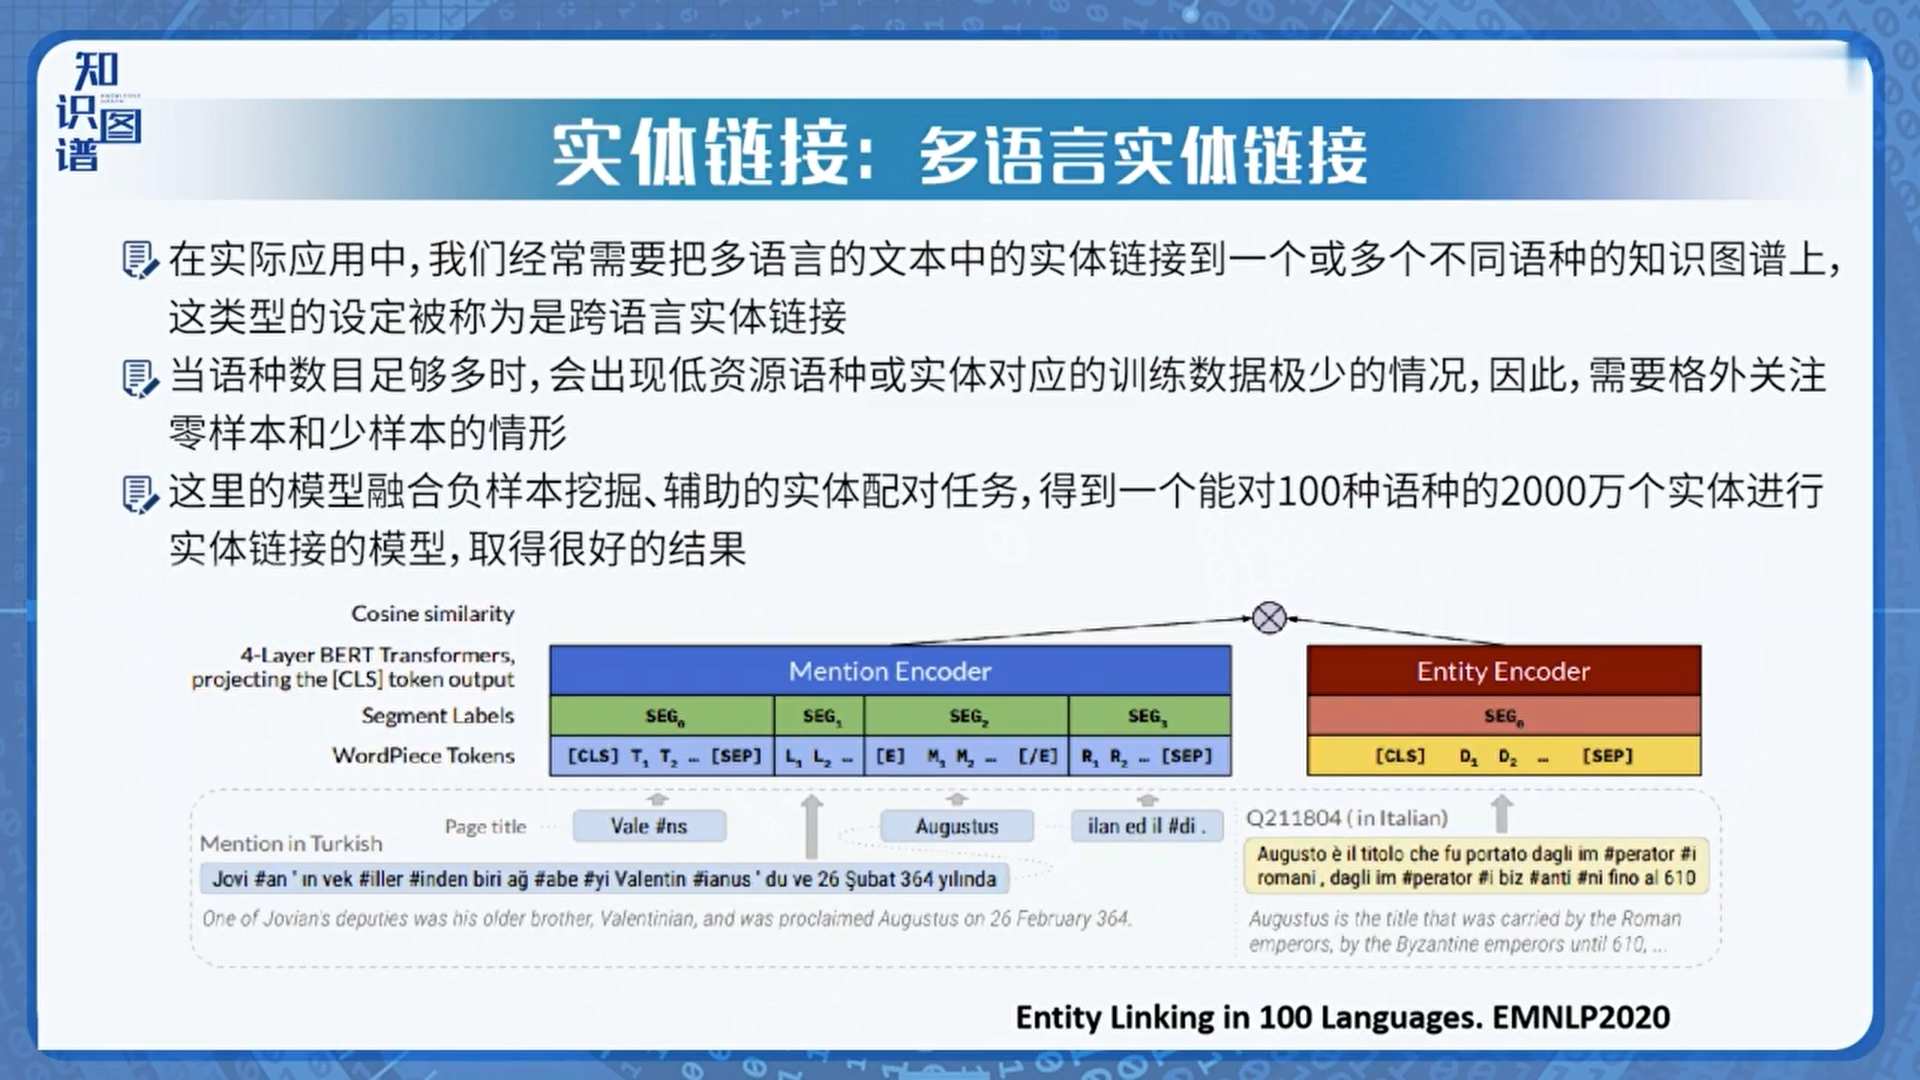 知识图谱
实体链接：多语言实体链接
在实际应用中，我们经常需要把多语言的文本中的实体链接到一个或多个不同语种的知识图谱上，
这类型的设定被称为是跨语言实体链接
当语种数目足够多时，会出现低资源语种或实体对应的训练数据极少的情况，因此，需要格外关注
零样本和少样本的情形
这里的模型融合负样本挖掘、辅助的实体配对任务，得到一个能对100种语种的2000万个实体进行
实体链接的模型，取得很好的结果
Cosine similarity
4-Layer BERT Transformers,
projecting the [CLS] token output
Mention Encoder
Entity Encoder
Segment Labels
SEG₀ SEG₁ SEG₂ SEG₃
SEG₀
WordPiece Tokens
[CLS] T₁ T₂ … [SEP] L₁ L₂ … [E] M₁ M₂ … [/E] R₁ R₂ … [SEP]
[CLS] D₁ D₂ … [SEP]
Page title
Vale #ns
Augustus
ilan ed il #di .
Mention in Turkish
Jovi #an ' ın vek #iller #inden biri ağ #abe #yi Valentin #ianus ' du ve 26 Şubat 364 yılında
One of Jovian's deputies was his older brother, Valentinian, and was proclaimed Augustus on 26 February 364.
Q211804 ( in Italian)
Augusto è il titolo che fu portato dagli im #perator #i
romani , dagli im #perator #i biz #anti #ni fino al 610
Augustus is the title that was carried by the Roman
emperors, by the Byzantine emperors until 610, ...
Entity Linking in 100 Languages. EMNLP2020